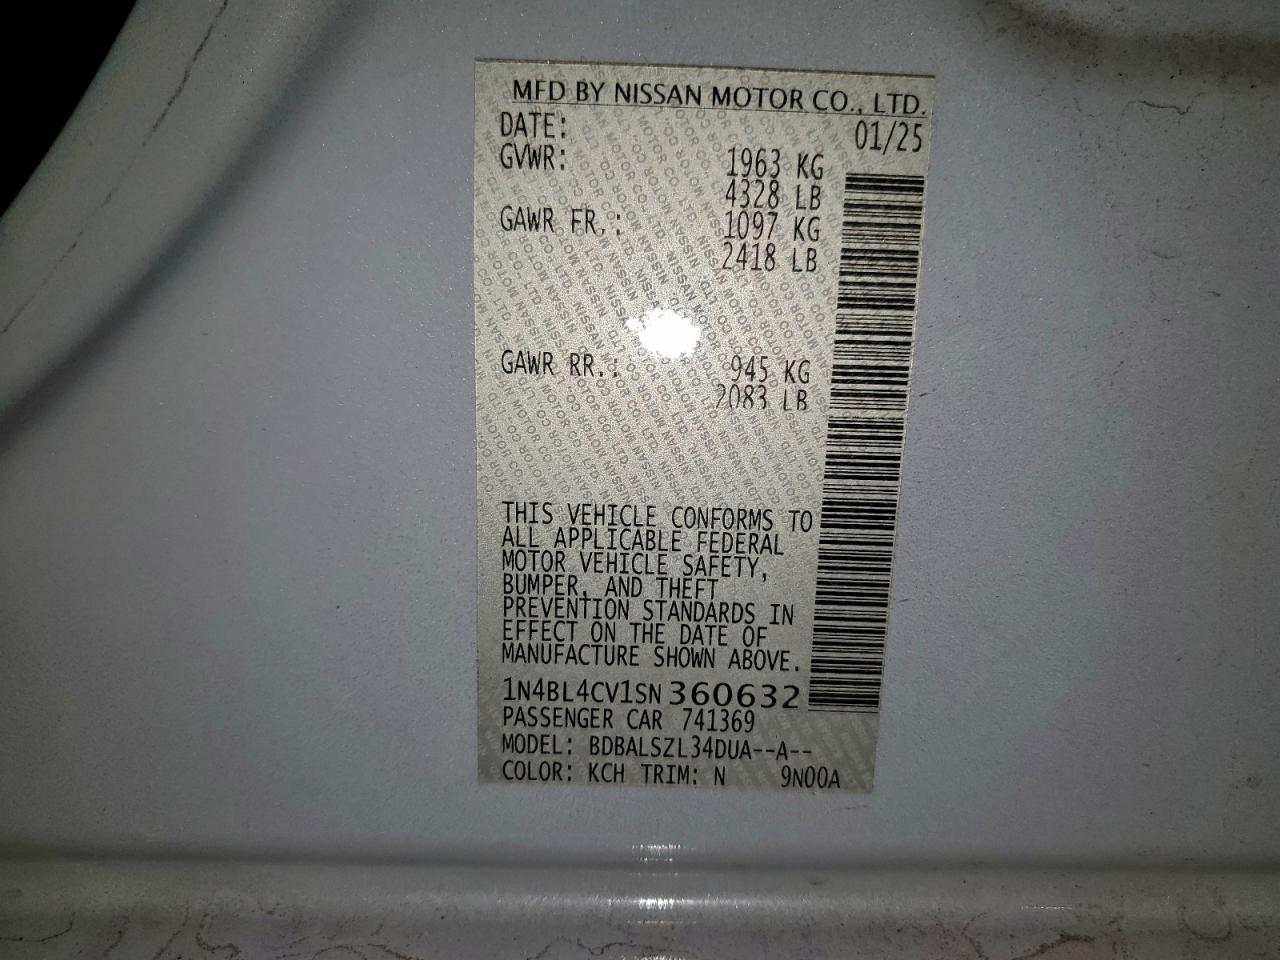 MFD BY NISSAN MOTOR CO., LTD.
DATE: 01/25
GVWR: 1963 KG
4328 LB
GAWR FR.: 1097 KG
2418 LB
GAWR RR.: 945 KG
2083 LB
THIS VEHICLE CONFORMS TO
ALL APPLICABLE FEDERAL
MOTOR VEHICLE SAFETY,
BUMPER, AND THEFT
PREVENTION STANDARDS IN
EFFECT ON THE DATE OF
MANUFACTURE SHOWN ABOVE.
1N4BL4CV1SN360632
PASSENGER CAR 741369
MODEL: BDBALSZL34DUA--A--
COLOR: KCH TRIM: N 9N00A